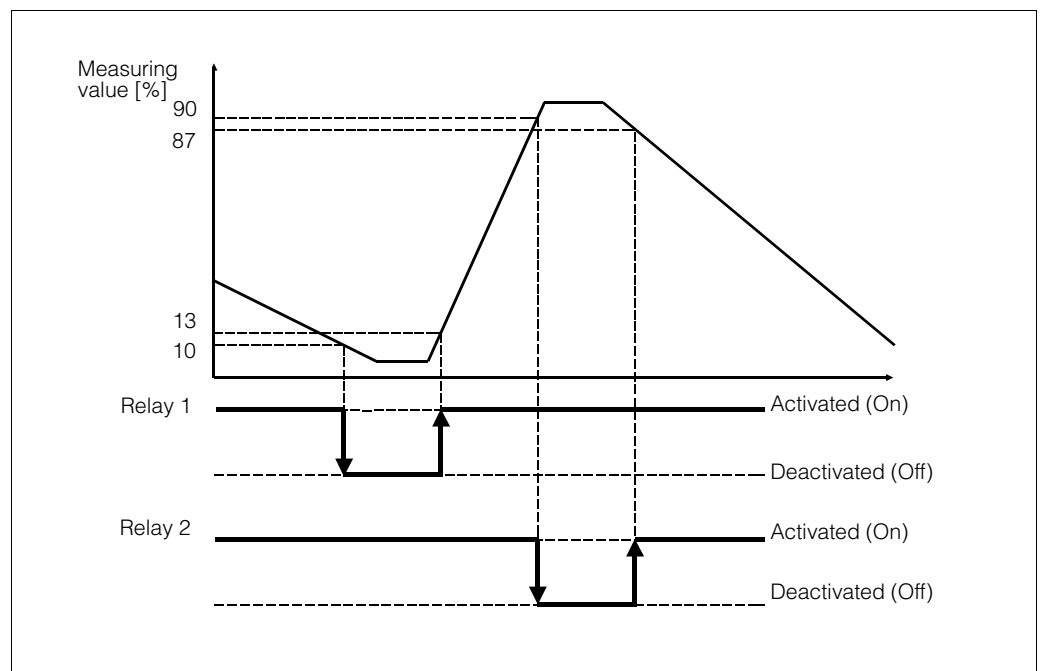 Measuring
value [%]
90
87
13
10
Relay 1
Activated (On)
Deactivated (Off)
Relay 2
Activated (On)
Deactivated (Off)